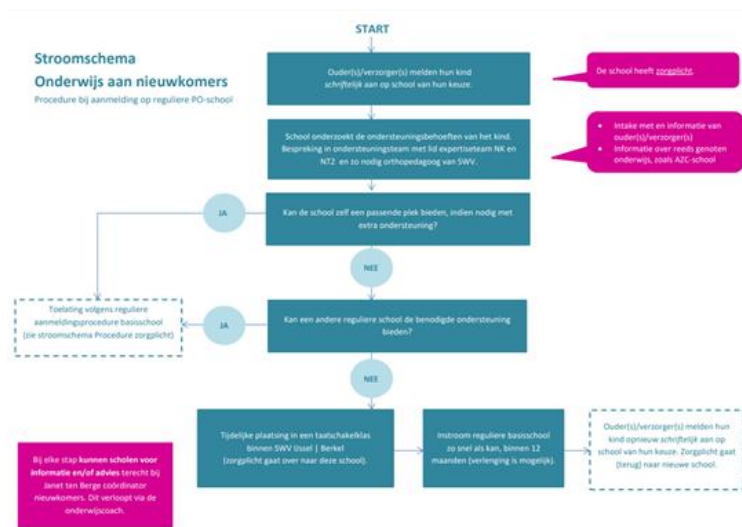 START
Stroomschema
Onderwijs aan nieuwkomers
Procedure bij aanmelding op reguliere PO-school
Ouder(s)/verzorger(s) melden hun kind
schriftelijk aan op school van hun keuze.
De school heeft zorgplicht.
School onderzoekt de ondersteuningsbehoeften van het kind.
Bespreking in ondersteuningsteam met lid expertiseteam NK en
NT2 en zo nodig orthopedagoog van SWV.
• Intake met en informatie van
ouder(s)/verzorger(s)
• Informatie over reeds genoten
onderwijs, zoals AZC-school
JA
Kan de school zelf een passende plek bieden, indien nodig met
extra ondersteuning?
NEE
Toelating volgens reguliere
aanmeldingsprocedure basisschool
(zie stroomschema Procedure zorgplicht)
JA
Kan een andere reguliere school de benodigde ondersteuning
bieden?
NEE
Tijdelijke plaatsing in een taalschakelklas
binnen SWV IJssel | Berkel
(zorgplicht gaat over naar deze school).
Instroom reguliere basisschool
zo snel als kan, binnen 12
maanden (verlenging is mogelijk).
Ouder(s)/verzorger(s) melden hun
kind opnieuw schriftelijk aan op
school van hun keuze. Zorgplicht gaat
(terug) naar nieuwe school.
Bij elke stap kunnen scholen voor
informatie en/of advies terecht bij
Janet ten Berge coördinator
nieuwkomers. Dit verloopt via de
onderwijscoach.